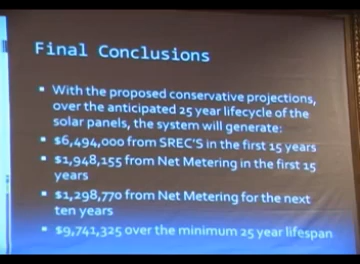 Final Conclusions
▪ With the proposed conservative projections,
over the anticipated 25 year lifecycle of the
solar panels, the system will generate:
▪ $6,494,000 from SREC'S in the first 15 years
▪ $1,948,155 from Net Metering in the first 15
years
▪ $1,298,770 from Net Metering for the next
ten years
▪ $9,741,325 over the minimum 25 year lifespan